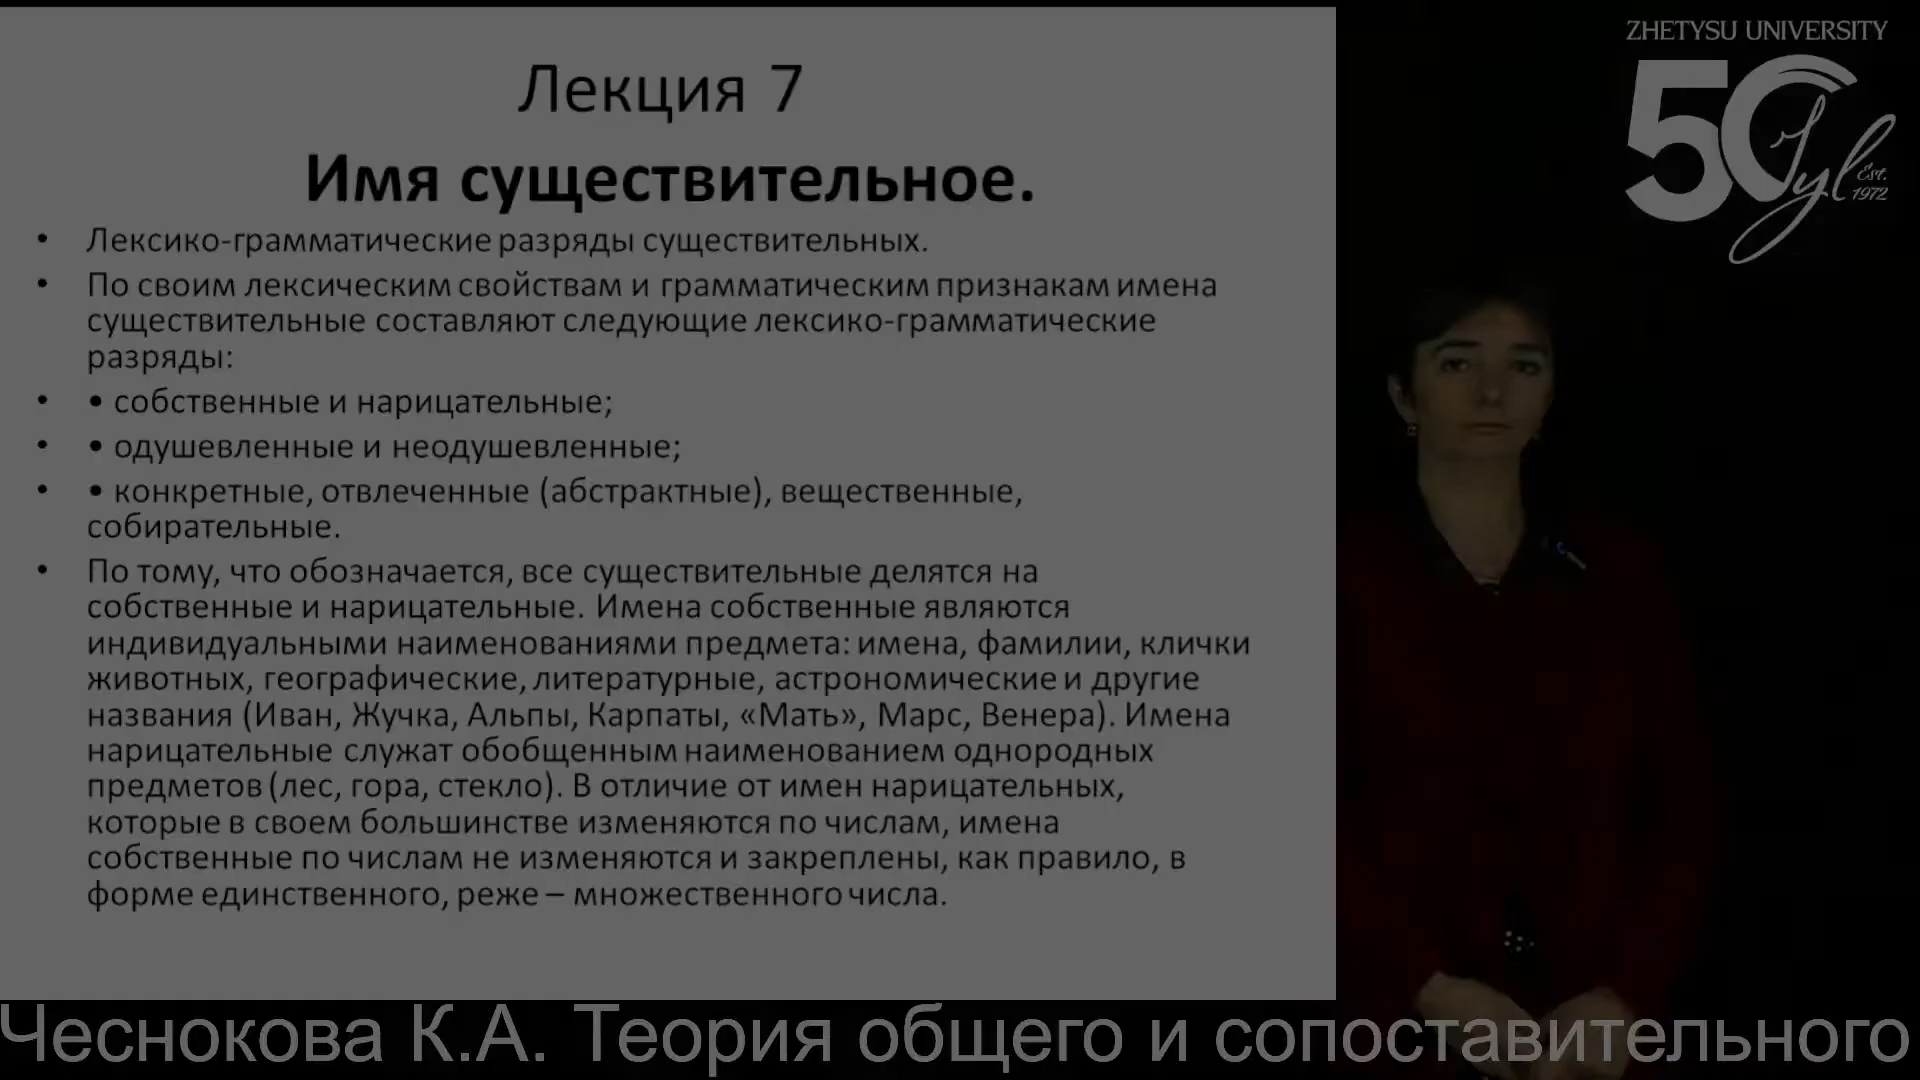 Лекция 7
Имя существительное.
• Лексико-грамматические разряды существительных.
• По своим лексическим свойствам и грамматическим признакам имена
существительные составляют следующие лексико-грамматические
разряды:
• • собственные и нарицательные;
• • одушевленные и неодушевленные;
• • конкретные, отвлеченные (абстрактные), вещественные,
собирательные.
• По тому, что обозначается, все существительные делятся на
собственные и нарицательные. Имена собственные являются
индивидуальными наименованиями предмета: имена, фамилии, клички
животных, географические, литературные, астрономические и другие
названия (Иван, Жучка, Альпы, Карпаты, «Мать», Марс, Венера). Имена
нарицательные служат обобщенным наименованием однородных
предметов (лес, гора, стекло). В отличие от имен нарицательных,
которые в своем большинстве изменяются по числам, имена
собственные по числам не изменяются и закреплены, как правило, в
форме единственного, реже – множественного числа.
ZHETYSU UNIVERSITY
50
Jyl
Est.
1972
Чеснокова К.А. Теория общего и сопоставительного